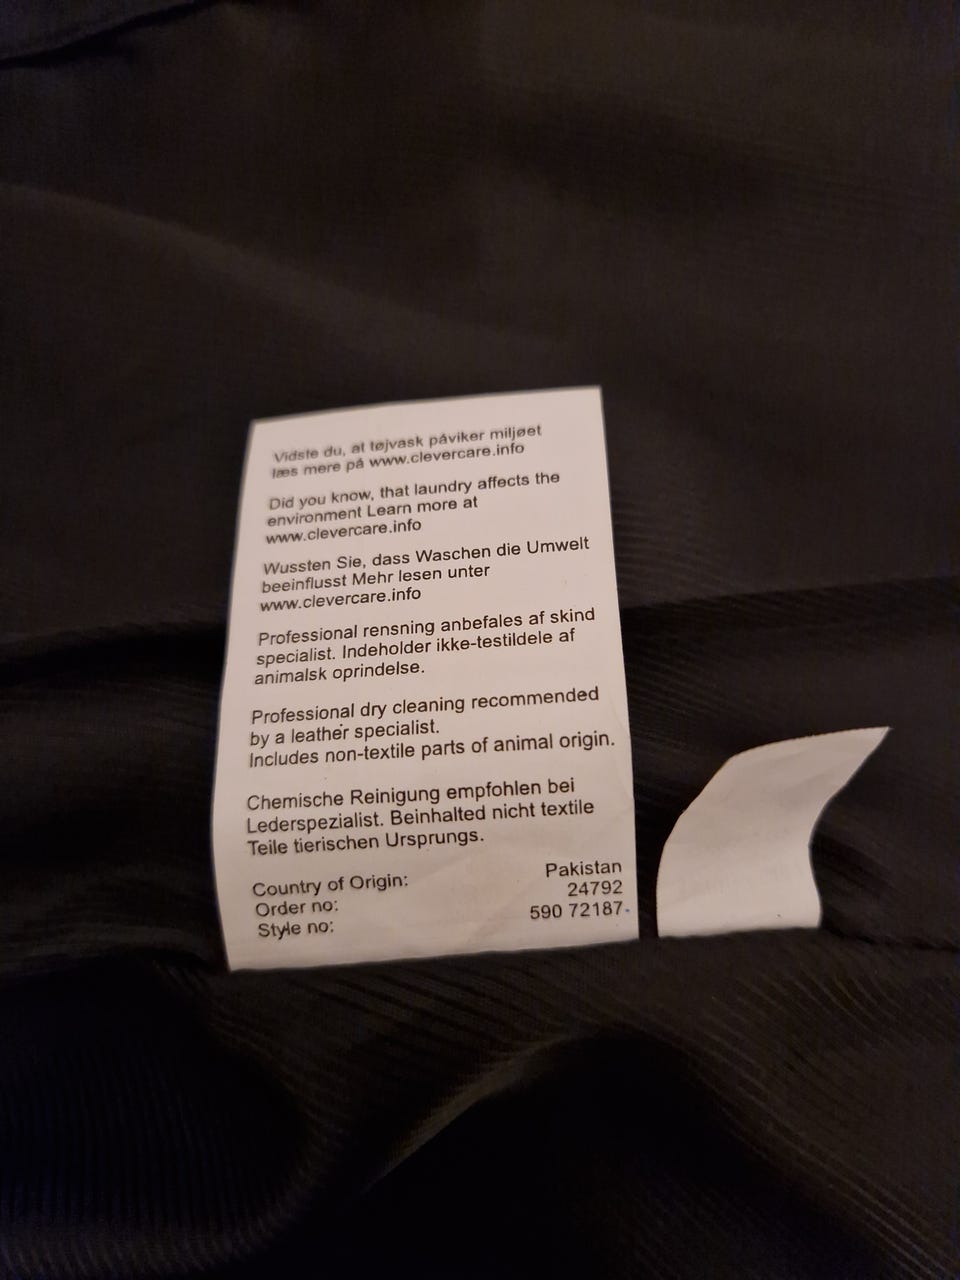 Vidste du, at tøjvask påviker miljøet
læs mere på www.clevercare.info
Did you know, that laundry affects the
environment Learn more at
www.clevercare.info
Wussten Sie, dass Waschen die Umwelt
beeinflusst Mehr lesen unter
www.clevercare.info
Professional rensning anbefales af skind
specialist. Indeholder ikke-testildele af
animalsk oprindelse.
Professional dry cleaning recommended
by a leather specialist.
Includes non-textile parts of animal origin.
Chemische Reinigung empfohlen bei
Lederspezialist. Beinhalted nicht textile
Teile tierischen Ursprungs.
Country of Origin: Pakistan
Order no: 24792
Style no: 590 72187-